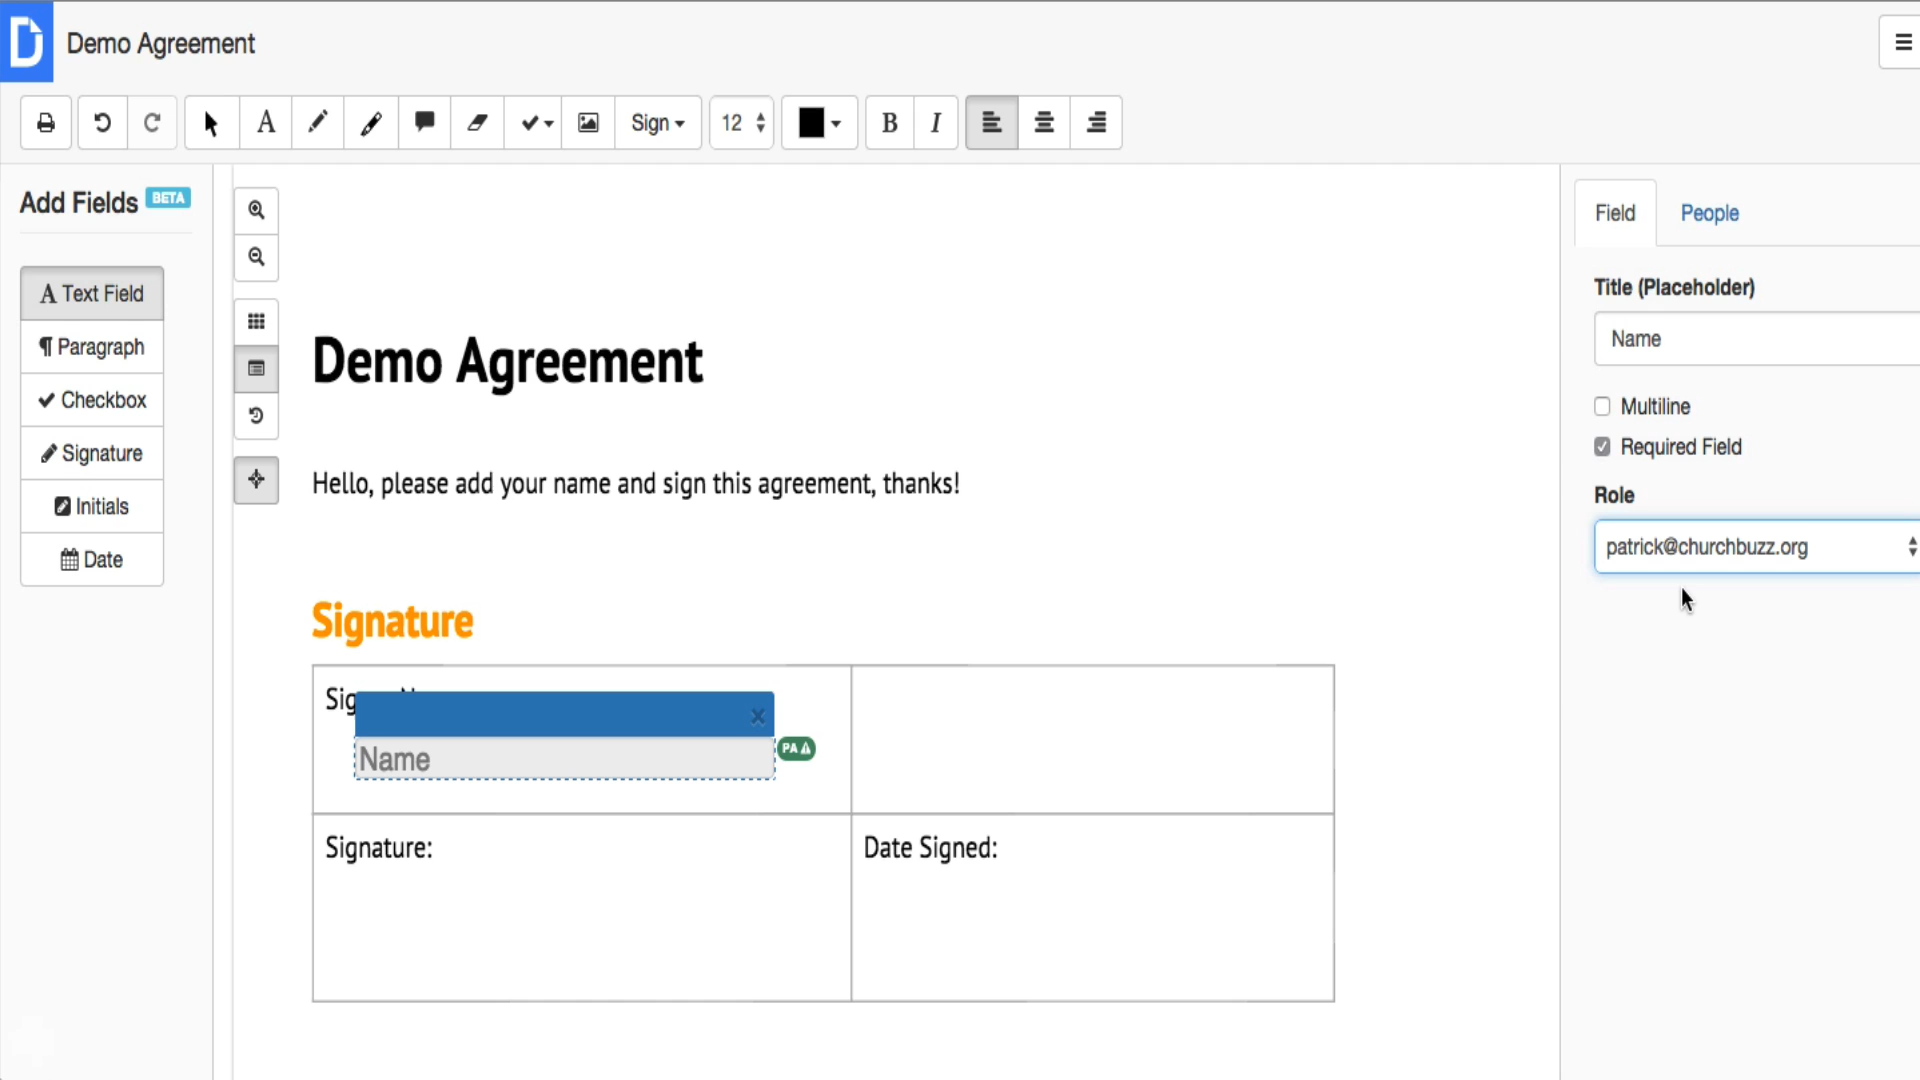 Demo Agreement
Sign
12
B
I
Add Fields BETA
Text Field
Paragraph
Checkbox
Signature
Initials
Date
Demo Agreement
Hello, please add your name and sign this agreement, thanks!
Signature
Name
PA
Signature:
Date Signed:
Field
People
Title (Placeholder)
Name
Multiline
Required Field
Role
patrick@churchbuzz.org